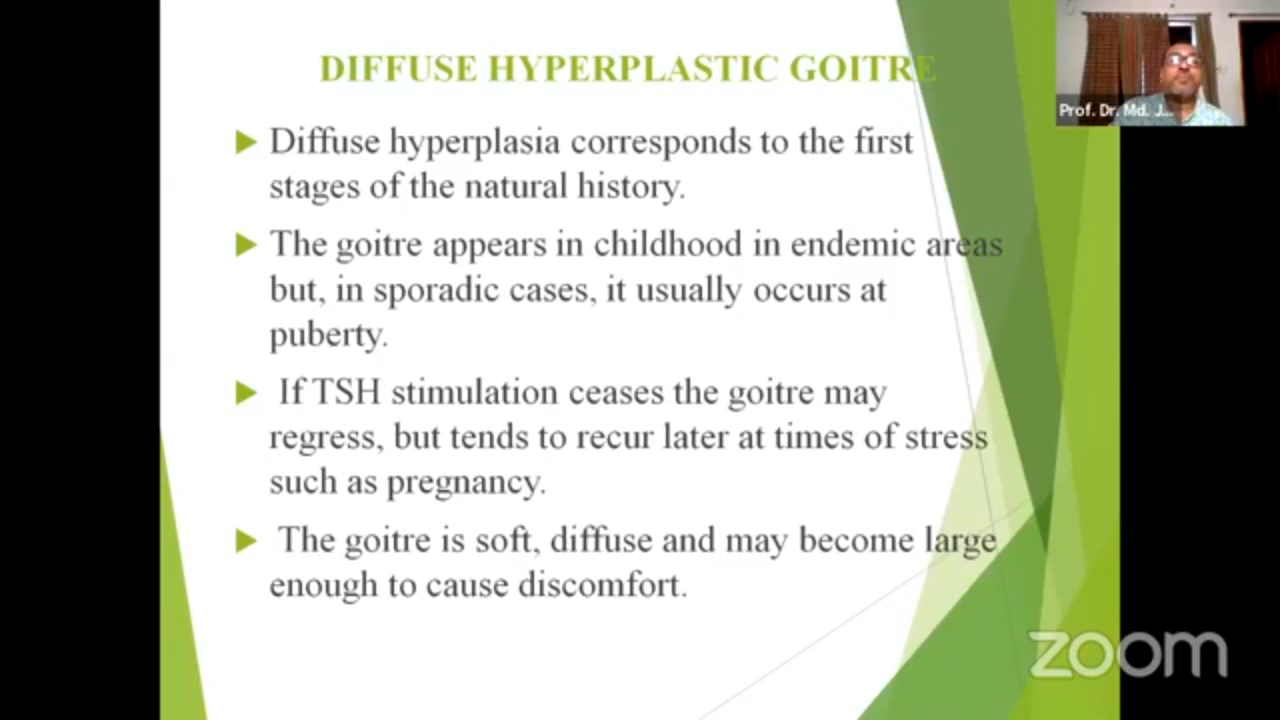 DIFFUSE HYPERPLASTIC GOITRE
Prof. Dr. Md. J...
Diffuse hyperplasia corresponds to the first
stages of the natural history.
The goitre appears in childhood in endemic areas
but, in sporadic cases, it usually occurs at
puberty.
If TSH stimulation ceases the goitre may
regress, but tends to recur later at times of stress
such as pregnancy.
The goitre is soft, diffuse and may become large
enough to cause discomfort.
zoom